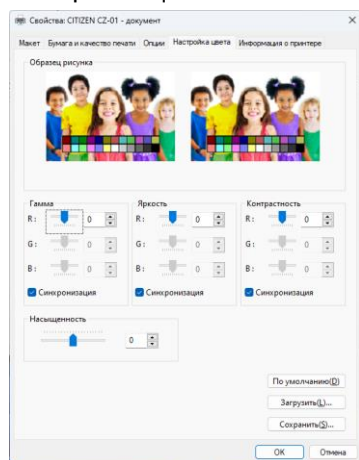 Свойства: CITIZEN CZ-01 - документ
Макет Бумага и качество печати Опции Настройка цвета Информация о принтере
Образец рисунка
Гамма Яркость Контрастность
R: 0 R: 0 R: 0
G: 0 G: 0 G: 0
B: 0 B: 0 B: 0
Синхронизация Синхронизация Синхронизация
Насыщенность
0
По умолчанию(D)
Загрузить(L)...
Сохранить(S)...
OK Отмена